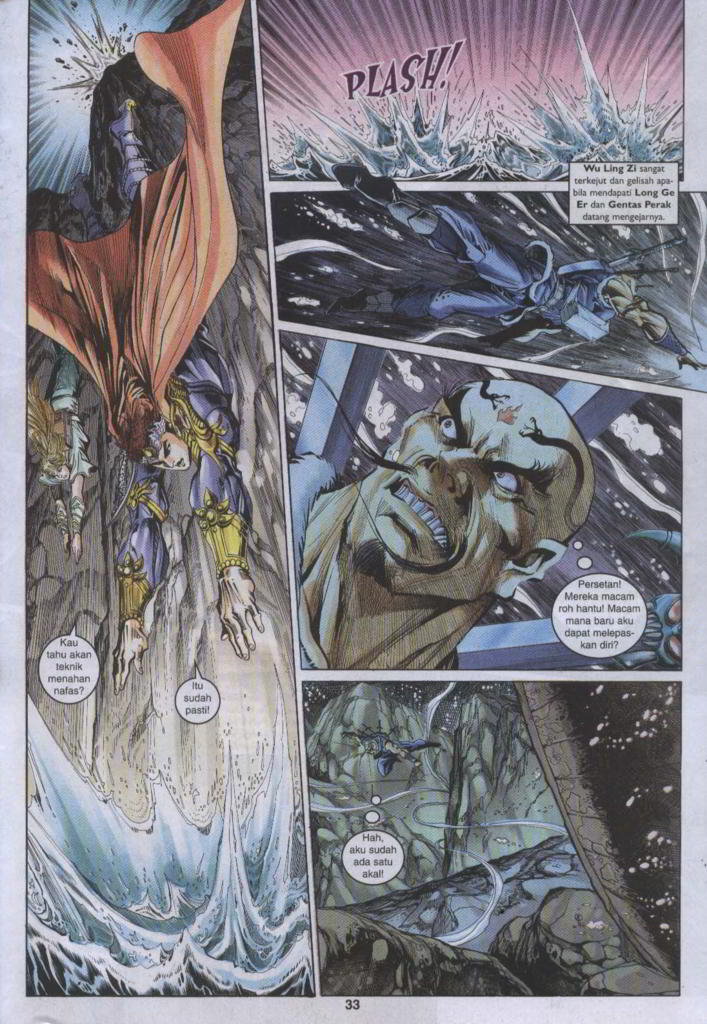 Kau
tahu akan
teknik
menahan
nafas?
Itu
sudah
pasti!
PLASH!
Wu Ling Zi sangat
terkejut dan gelisah apa-
bila mendapati Long Ge
Er dan Gentas Perak
datang mengejarnya.
Persetan!
Mereka macam
roh hantu! Macam
mana baru aku
dapat melepas-
kan diri?
Hah,
aku sudah
ada satu
akal!
33